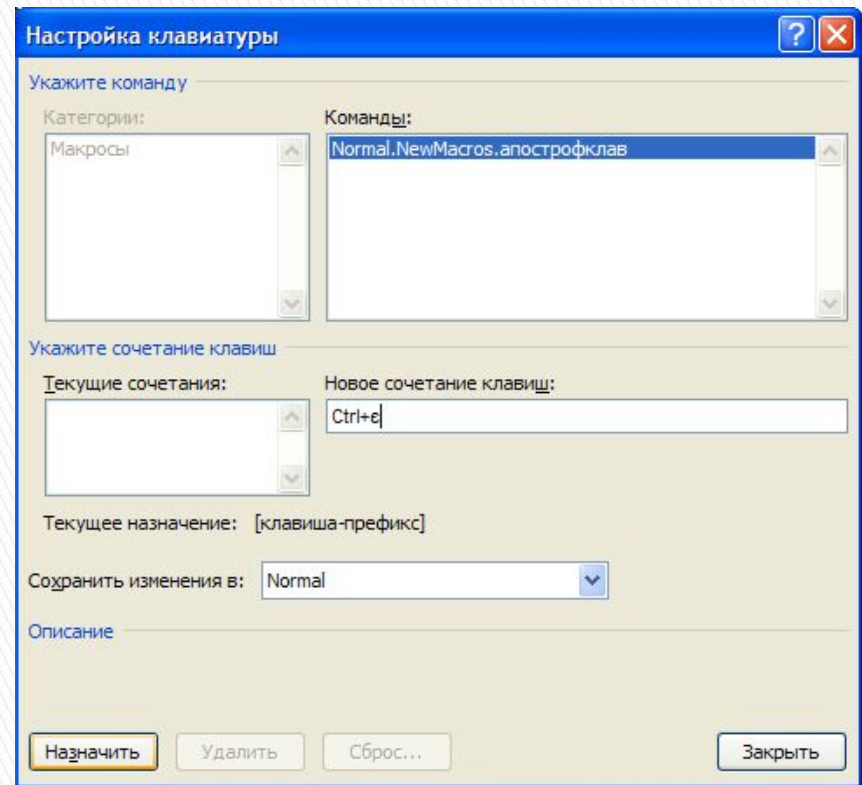 Настройка клавиатуры
Укажите команду
Категории:
Команды:
Макросы
Normal.NewMacros.апострофклав
Укажите сочетание клавиш
Текущие сочетания:
Новое сочетание клавиш:
Ctrl+є
Текущее назначение: [клавиша-префикс]
Сохранить изменения в: Normal
Описание
Назначить
Удалить
Сброс...
Закрыть